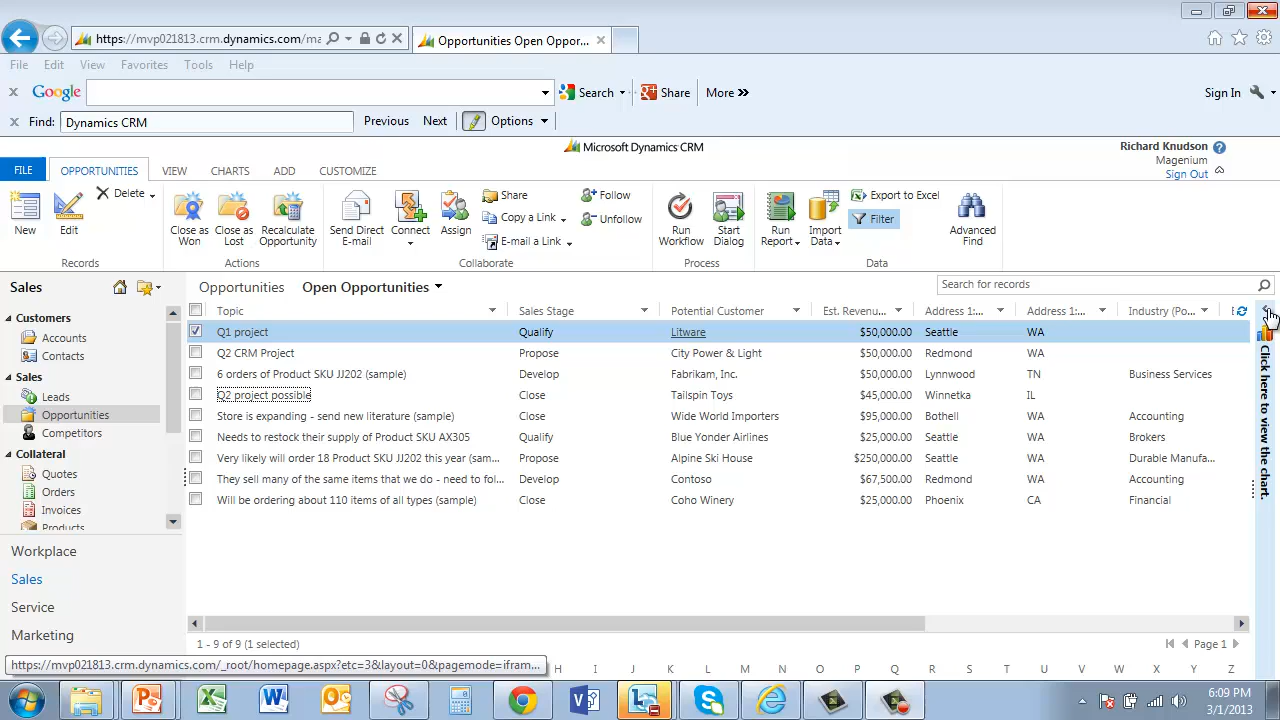 https://mvp021813.crm.dynamics.com/ma
Opportunities Open Oppor...
File Edit View Favorites Tools Help
x Google Search Share More »
Sign In
x Find: Dynamics CRM Previous Next Options
Microsoft Dynamics CRM
Richard Knudson
Magenium
Sign Out
FILE OPPORTUNITIES VIEW CHARTS ADD CUSTOMIZE
New
Edit
Delete
Records
Close as Won
Close as Lost
Recalculate Opportunity
Actions
Send Direct E-mail
Connect
Assign
Share
Copy a Link
E-mail a Link
Follow
Unfollow
Collaborate
Run Workflow
Start Dialog
Process
Run Report
Import Data
Export to Excel
Filter
Advanced Find
Data
Sales
Customers
Accounts
Contacts
Sales
Leads
Opportunities
Competitors
Collateral
Quotes
Orders
Invoices
Products
Workplace
Sales
Service
Marketing
Opportunities Open Opportunities
Search for records
Topic Sales Stage Potential Customer Est. Revenu... Address 1:... Address 1:... Industry (Po...
Q1 project Qualify Litware $50,000.00 Seattle WA
Q2 CRM Project Propose City Power & Light $50,000.00 Redmond WA
6 orders of Product SKU JJ202 (sample) Develop Fabrikam, Inc. $50,000.00 Lynnwood TN Business Services
Q2 project possible Close Tailspin Toys $45,000.00 Winnetka IL
Store is expanding - send new literature (sample) Close Wide World Importers $95,000.00 Bothell WA Accounting
Needs to restock their supply of Product SKU AX305 Qualify Blue Yonder Airlines $25,000.00 Seattle WA Brokers
Very likely will order 18 Product SKU JJ202 this year (sam... Propose Alpine Ski House $250,000.00 Seattle WA Durable Manufa...
They sell many of the same items that we do - need to fol... Develop Contoso $67,500.00 Redmond WA Accounting
Will be ordering about 110 items of all types (sample) Close Coho Winery $25,000.00 Phoenix CA Financial
Click here to view the chart.
1 - 9 of 9 (1 selected)
Page 1
https://mvp021813.crm.dynamics.com/_root/homepage.aspx?etc=3&layout=0&pagemode=ifram...
H I J K L M N O P Q R S T U V W X Y Z
6:09 PM
3/1/2013